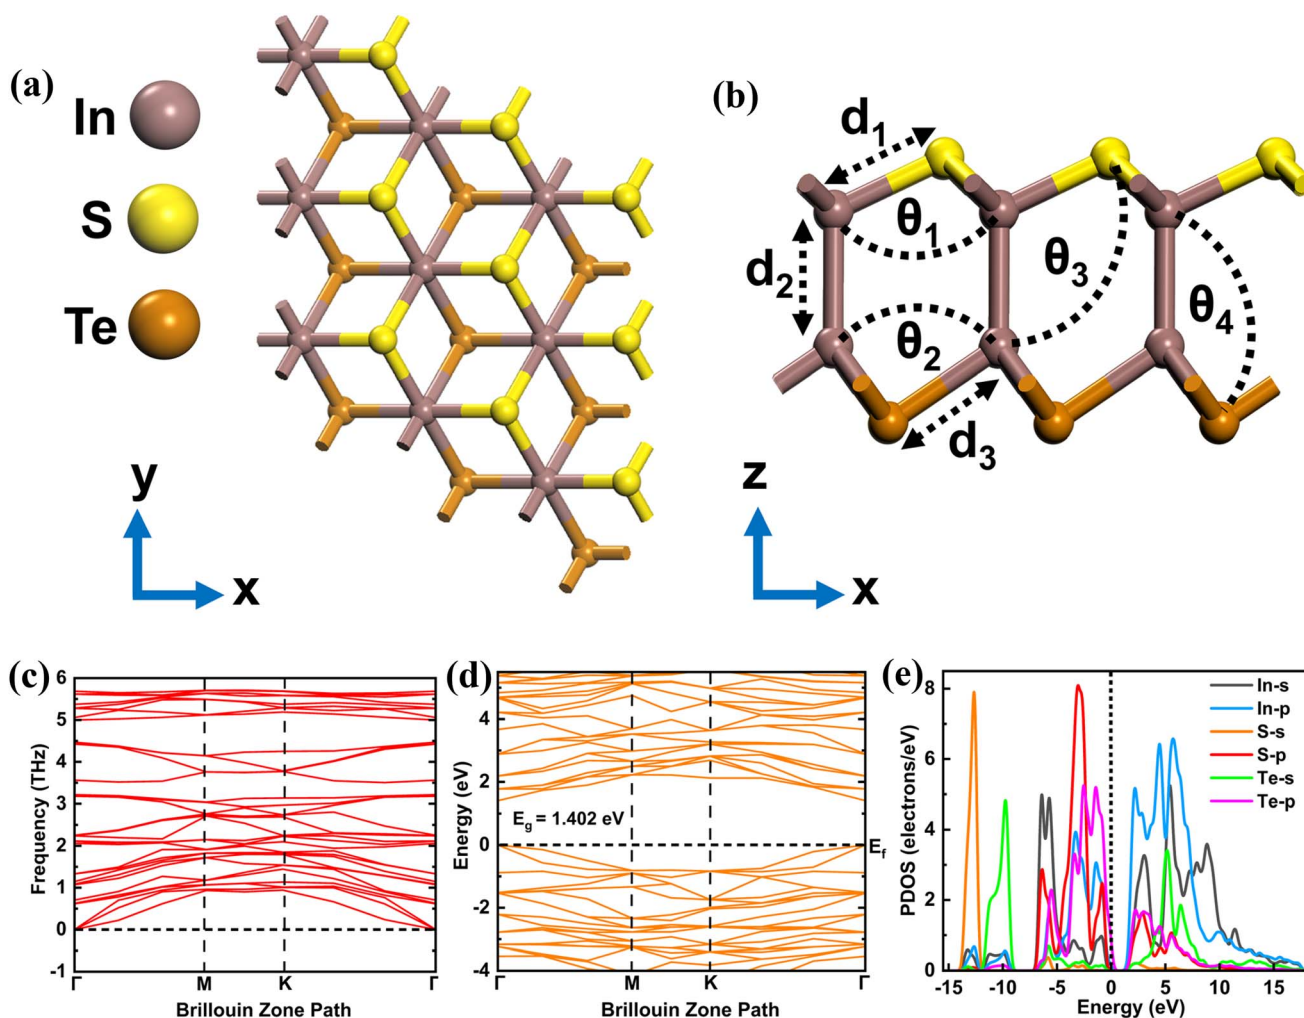 (a)
In
S
Te
y
x
(b)
d1
θ1
d2
θ3
θ2
θ4
d3
z
x
(c)
6
5
4
3
2
1
0
-1
Frequency (THz)
Γ M K Γ
Brillouin Zone Path
(d)
4
2
0
-2
-4
Energy (eV)
Eg = 1.402 eV
Ef
Γ M K Γ
Brillouin Zone Path
(e)
8
6
4
2
0
PDOS (electrons/eV)
In-s
In-p
S-s
S-p
Te-s
Te-p
-15 -10 -5 0 5 10 15
Energy (eV)